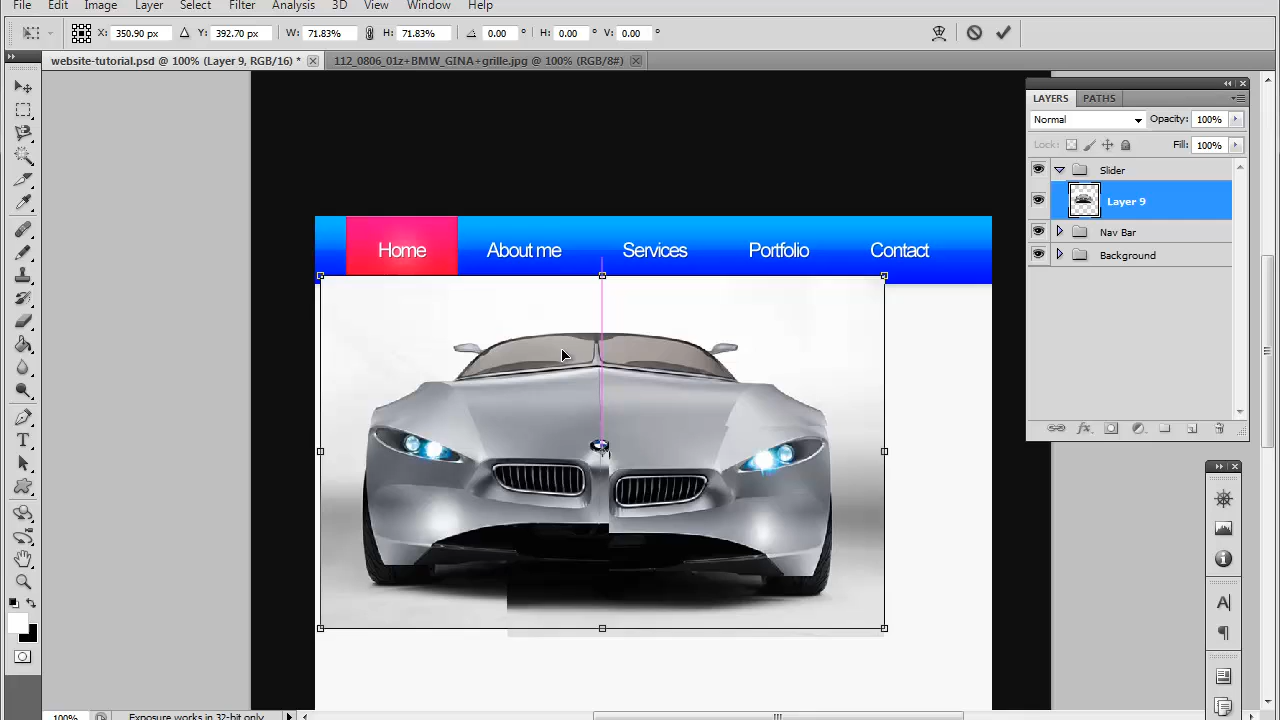 File Edit Image Layer Select Filter Analysis 3D View Window Help
X: 350.90 px Y: 392.70 px W: 71.83% H: 71.83% 0.00 ° H: 0.00 ° V: 0.00 °
website-tutorial.psd @ 100% (Layer 9, RGB/16) * 112_0806_01z+BMW_GINA+grille.jpg @ 100% (RGB/8#)
LAYERS PATHS
Normal Opacity: 100%
Lock: Fill: 100%
Slider
Layer 9
Nav Bar
Background
Home About me Services Portfolio Contact
100% Exposure works in 32-bit only